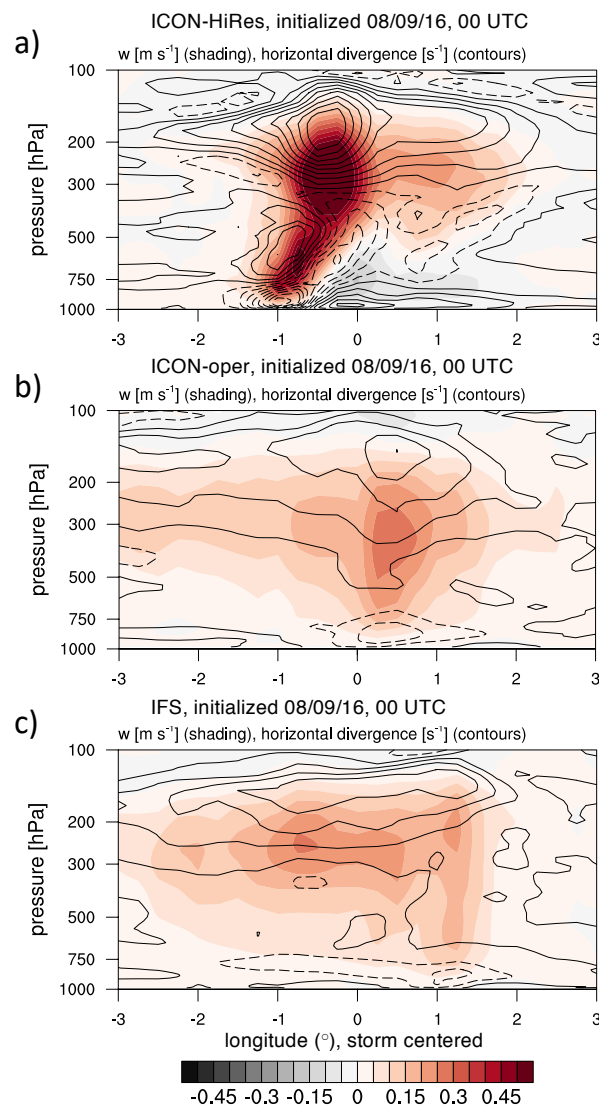 a)
ICON-HiRes, initialized 08/09/16, 00 UTC
w [m s⁻¹] (shading), horizontal divergence [s⁻¹] (contours)
pressure [hPa]
100
200
300
500
750
1000
-3 -2 -1 0 1 2 3
b)
ICON-oper, initialized 08/09/16, 00 UTC
w [m s⁻¹] (shading), horizontal divergence [s⁻¹] (contours)
pressure [hPa]
100
200
300
500
750
1000
-3 -2 -1 0 1 2 3
c)
IFS, initialized 08/09/16, 00 UTC
w [m s⁻¹] (shading), horizontal divergence [s⁻¹] (contours)
pressure [hPa]
100
200
300
500
750
1000
-3 -2 -1 0 1 2 3
longitude (°), storm centered
-0.45 -0.3 -0.15 0 0.15 0.3 0.45